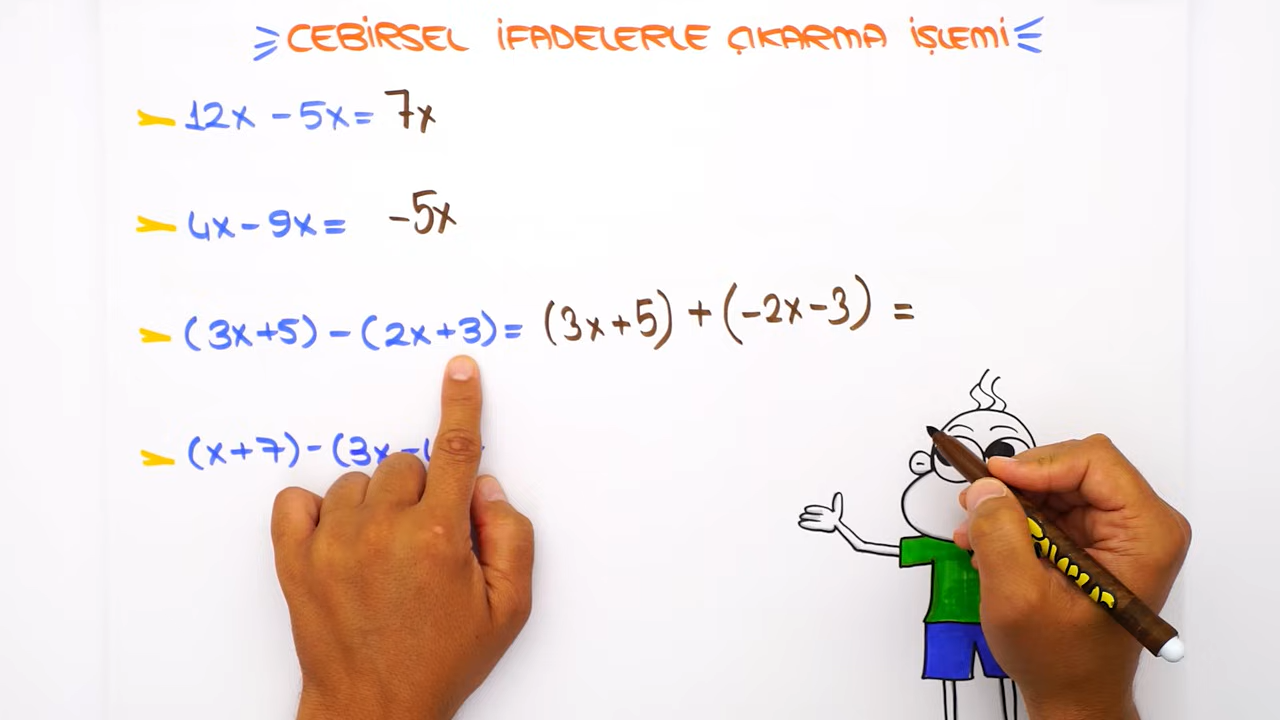 CEBİRSEL İFADELERLE ÇIKARMA İŞLEMİ
12x - 5x = 7x
4x - 9x = -5x
(3x+5) - (2x+3) = (3x+5) + (-2x-3) =
(x+7) - (3x -